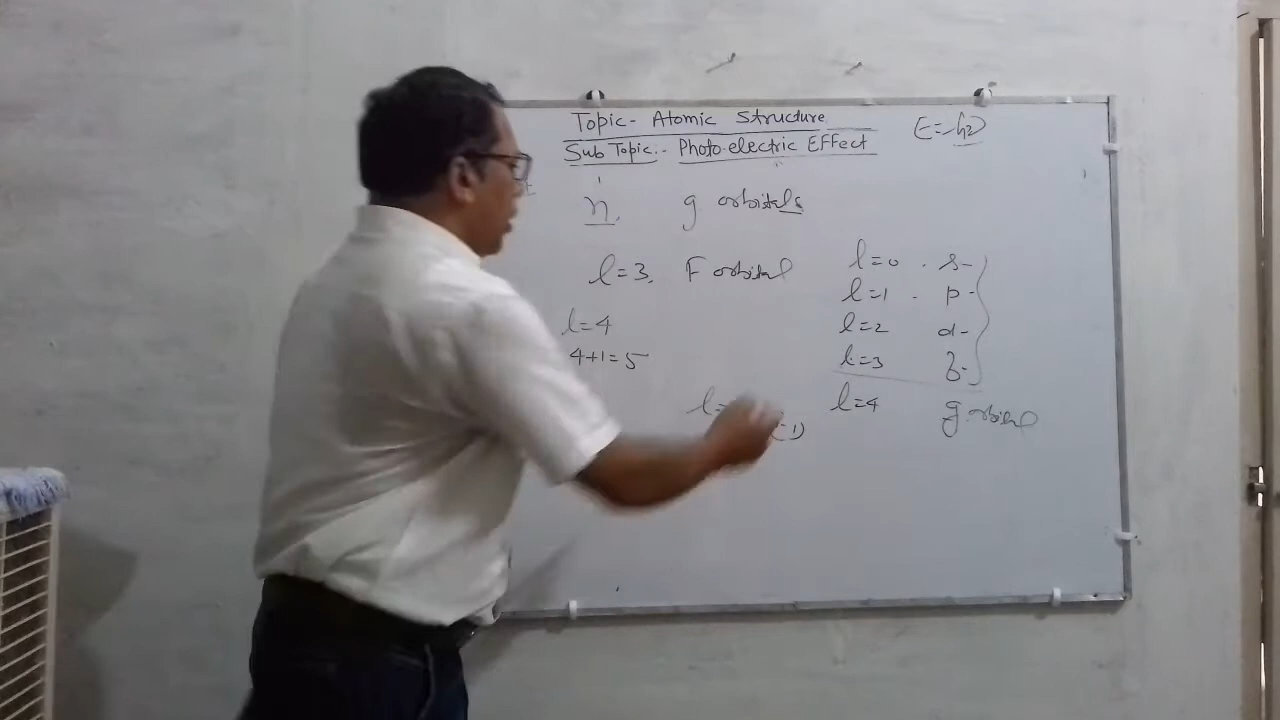 Topic- Atomic Structure
Sub Topic:- Photo-electric Effect
E=hν
n, g orbitals
l=3, F orbital
l=4
4+1=5
l=
l=0 . s-
l=1 . p-
l=2 d-
l=3 f-
l=4 g orbital